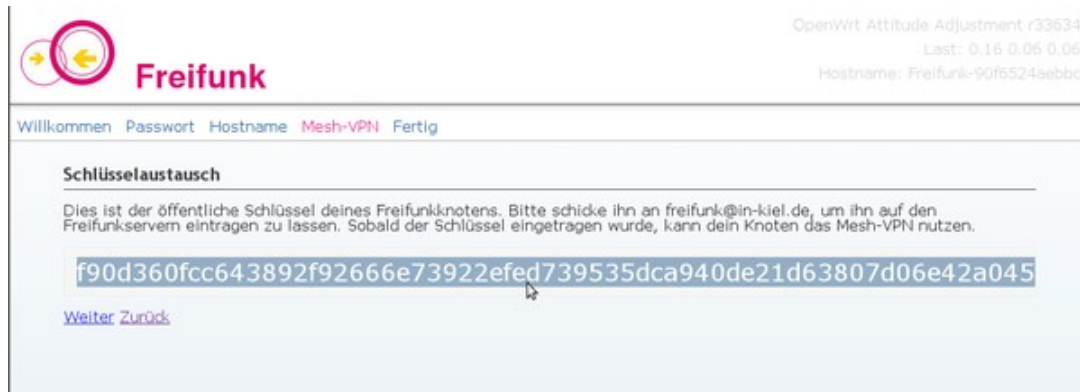 OpenWrt Attitude Adjustment r33634
Last: 0.16 0.06 0.06
Hostname: Freifunk-90f6524aebbc
Freifunk
Willkommen Passwort Hostname Mesh-VPN Fertig
Schlüsselaustausch
Dies ist der öffentliche Schlüssel deines Freifunkknotens. Bitte schicke ihn an freifunk@in-kiel.de, um ihn auf den
Freifunkservern eintragen zu lassen. Sobald der Schlüssel eingetragen wurde, kann dein Knoten das Mesh-VPN nutzen.
f90d360fcc643892f92666e73922efed739535dca940de21d63807d06e42a045
Weiter Zurück